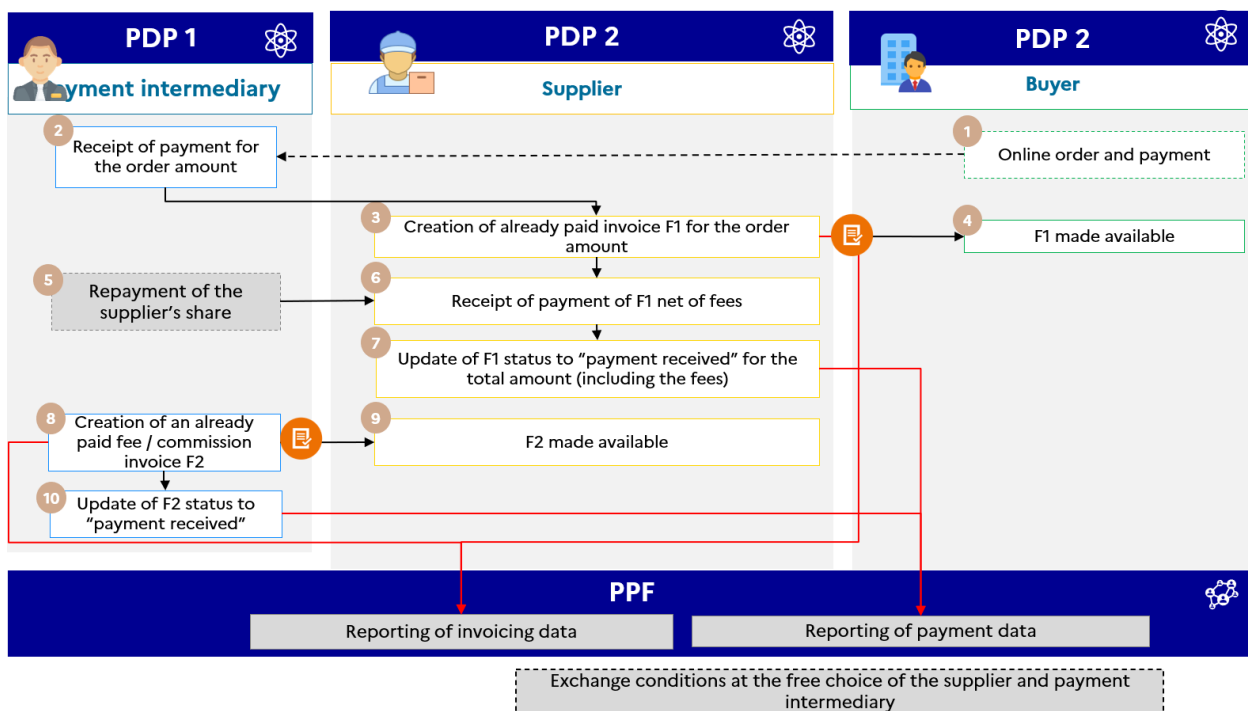 PDP 1
PDP 2
PDP 2
yment intermediary
Supplier
Buyer
2
Receipt of payment for
the order amount
1
Online order and payment
3
Creation of already paid invoice F1 for the order
amount
4
F1 made available
5
Repayment of the
supplier’s share
6
Receipt of payment of F1 net of fees
7
Update of F1 status to “payment received” for the
total amount (including the fees)
8
Creation of an already
paid fee / commission
invoice F2
9
F2 made available
10
Update of F2 status to
“payment received”
PPF
Reporting of invoicing data
Reporting of payment data
Exchange conditions at the free choice of the supplier and payment
intermediary